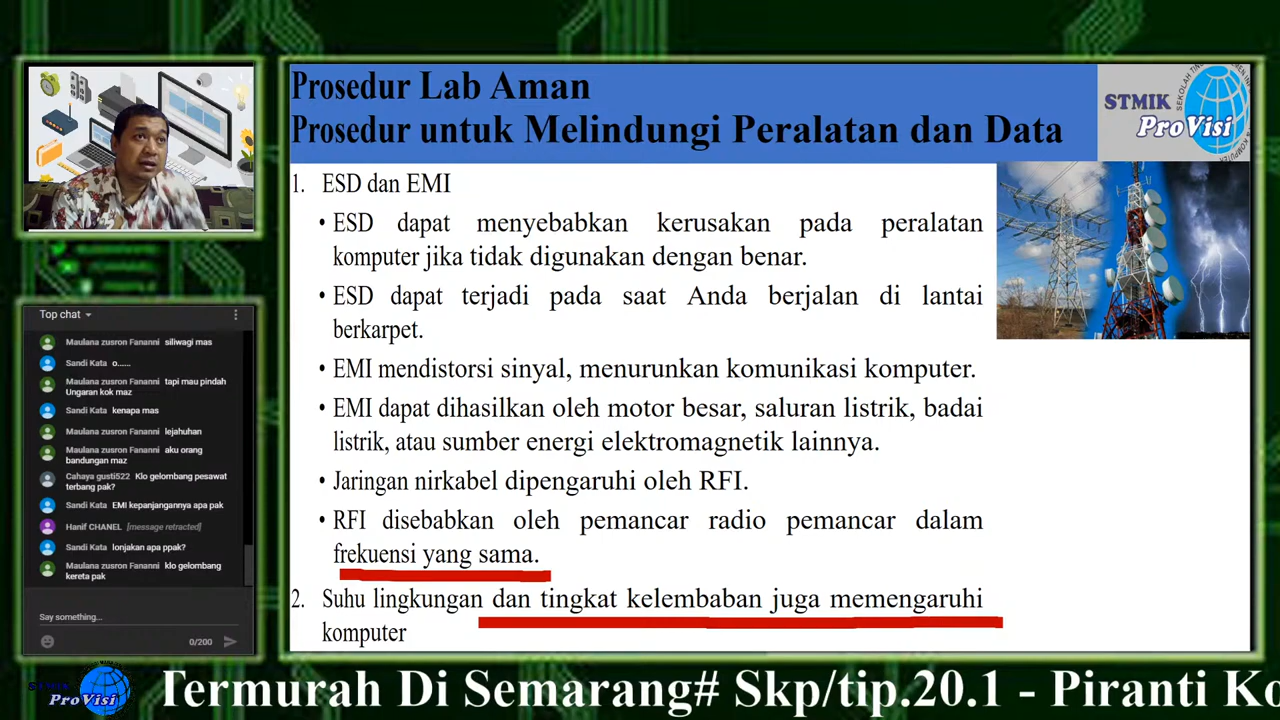 Prosedur Lab Aman
Prosedur untuk Melindungi Peralatan dan Data
STMIK
ProVisi
1. ESD dan EMI
• ESD dapat menyebabkan kerusakan pada peralatan
komputer jika tidak digunakan dengan benar.
• ESD dapat terjadi pada saat Anda berjalan di lantai
berkarpet.
• EMI mendistorsi sinyal, menurunkan komunikasi komputer.
• EMI dapat dihasilkan oleh motor besar, saluran listrik, badai
listrik, atau sumber energi elektromagnetik lainnya.
• Jaringan nirkabel dipengaruhi oleh RFI.
• RFI disebabkan oleh pemancar radio pemancar dalam
frekuensi yang sama.
2. Suhu lingkungan dan tingkat kelembaban juga memengaruhi
komputer
Top chat
Maulana zusron Fananni siliwagi mas
Sandi Kata o......
Maulana zusron Fananni tapi mau pindah
Ungaran kok maz
Sandi Kata kenapa mas
Maulana zusron Fananni lejahuhan
Maulana zusron Fananni aku orang
bandungan maz
Cahaya gusti522 Klo gelombang pesawat
terbang pak?
Sandi Kata EMI kepanjangannya apa pak
Hanif CHANEL [message retracted]
Sandi Kata lonjakan apa ppak?
Maulana zusron Fananni klo gelombang
kereta pak
Say something...
0/200
STMIK
ProVisi
Termurah Di Semarang# Skp/tip.20.1 - Piranti Ko